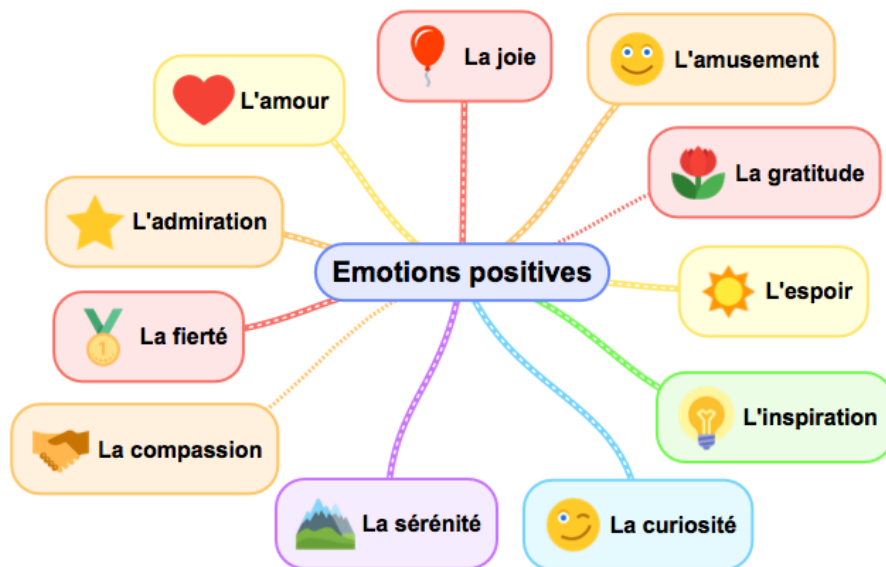 La joie
L'amusement
L'amour
La gratitude
L'admiration
Emotions positives
L'espoir
La fierté
L'inspiration
La compassion
La sérénité
La curiosité
1